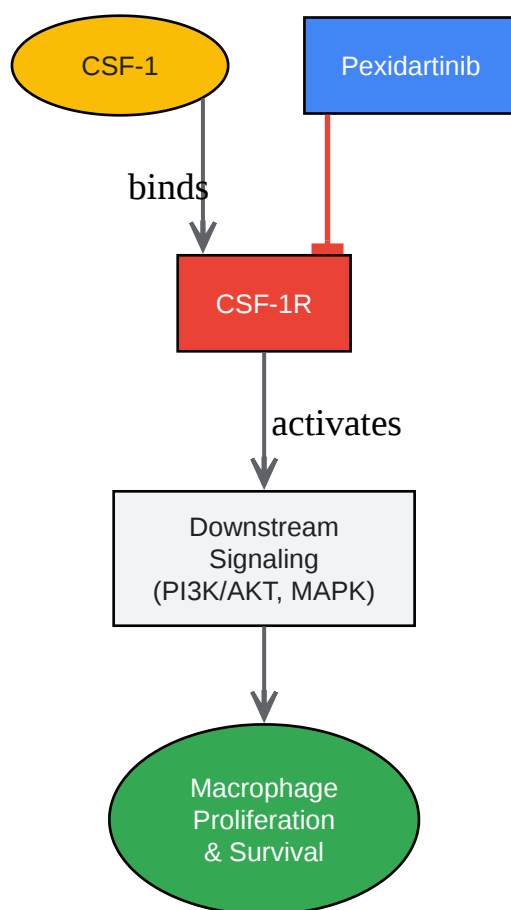 CSF-1
Pexidartinib
binds
CSF-1R
activates
Downstream
Signaling
(PI3K/AKT, MAPK)
Macrophage
Proliferation
& Survival